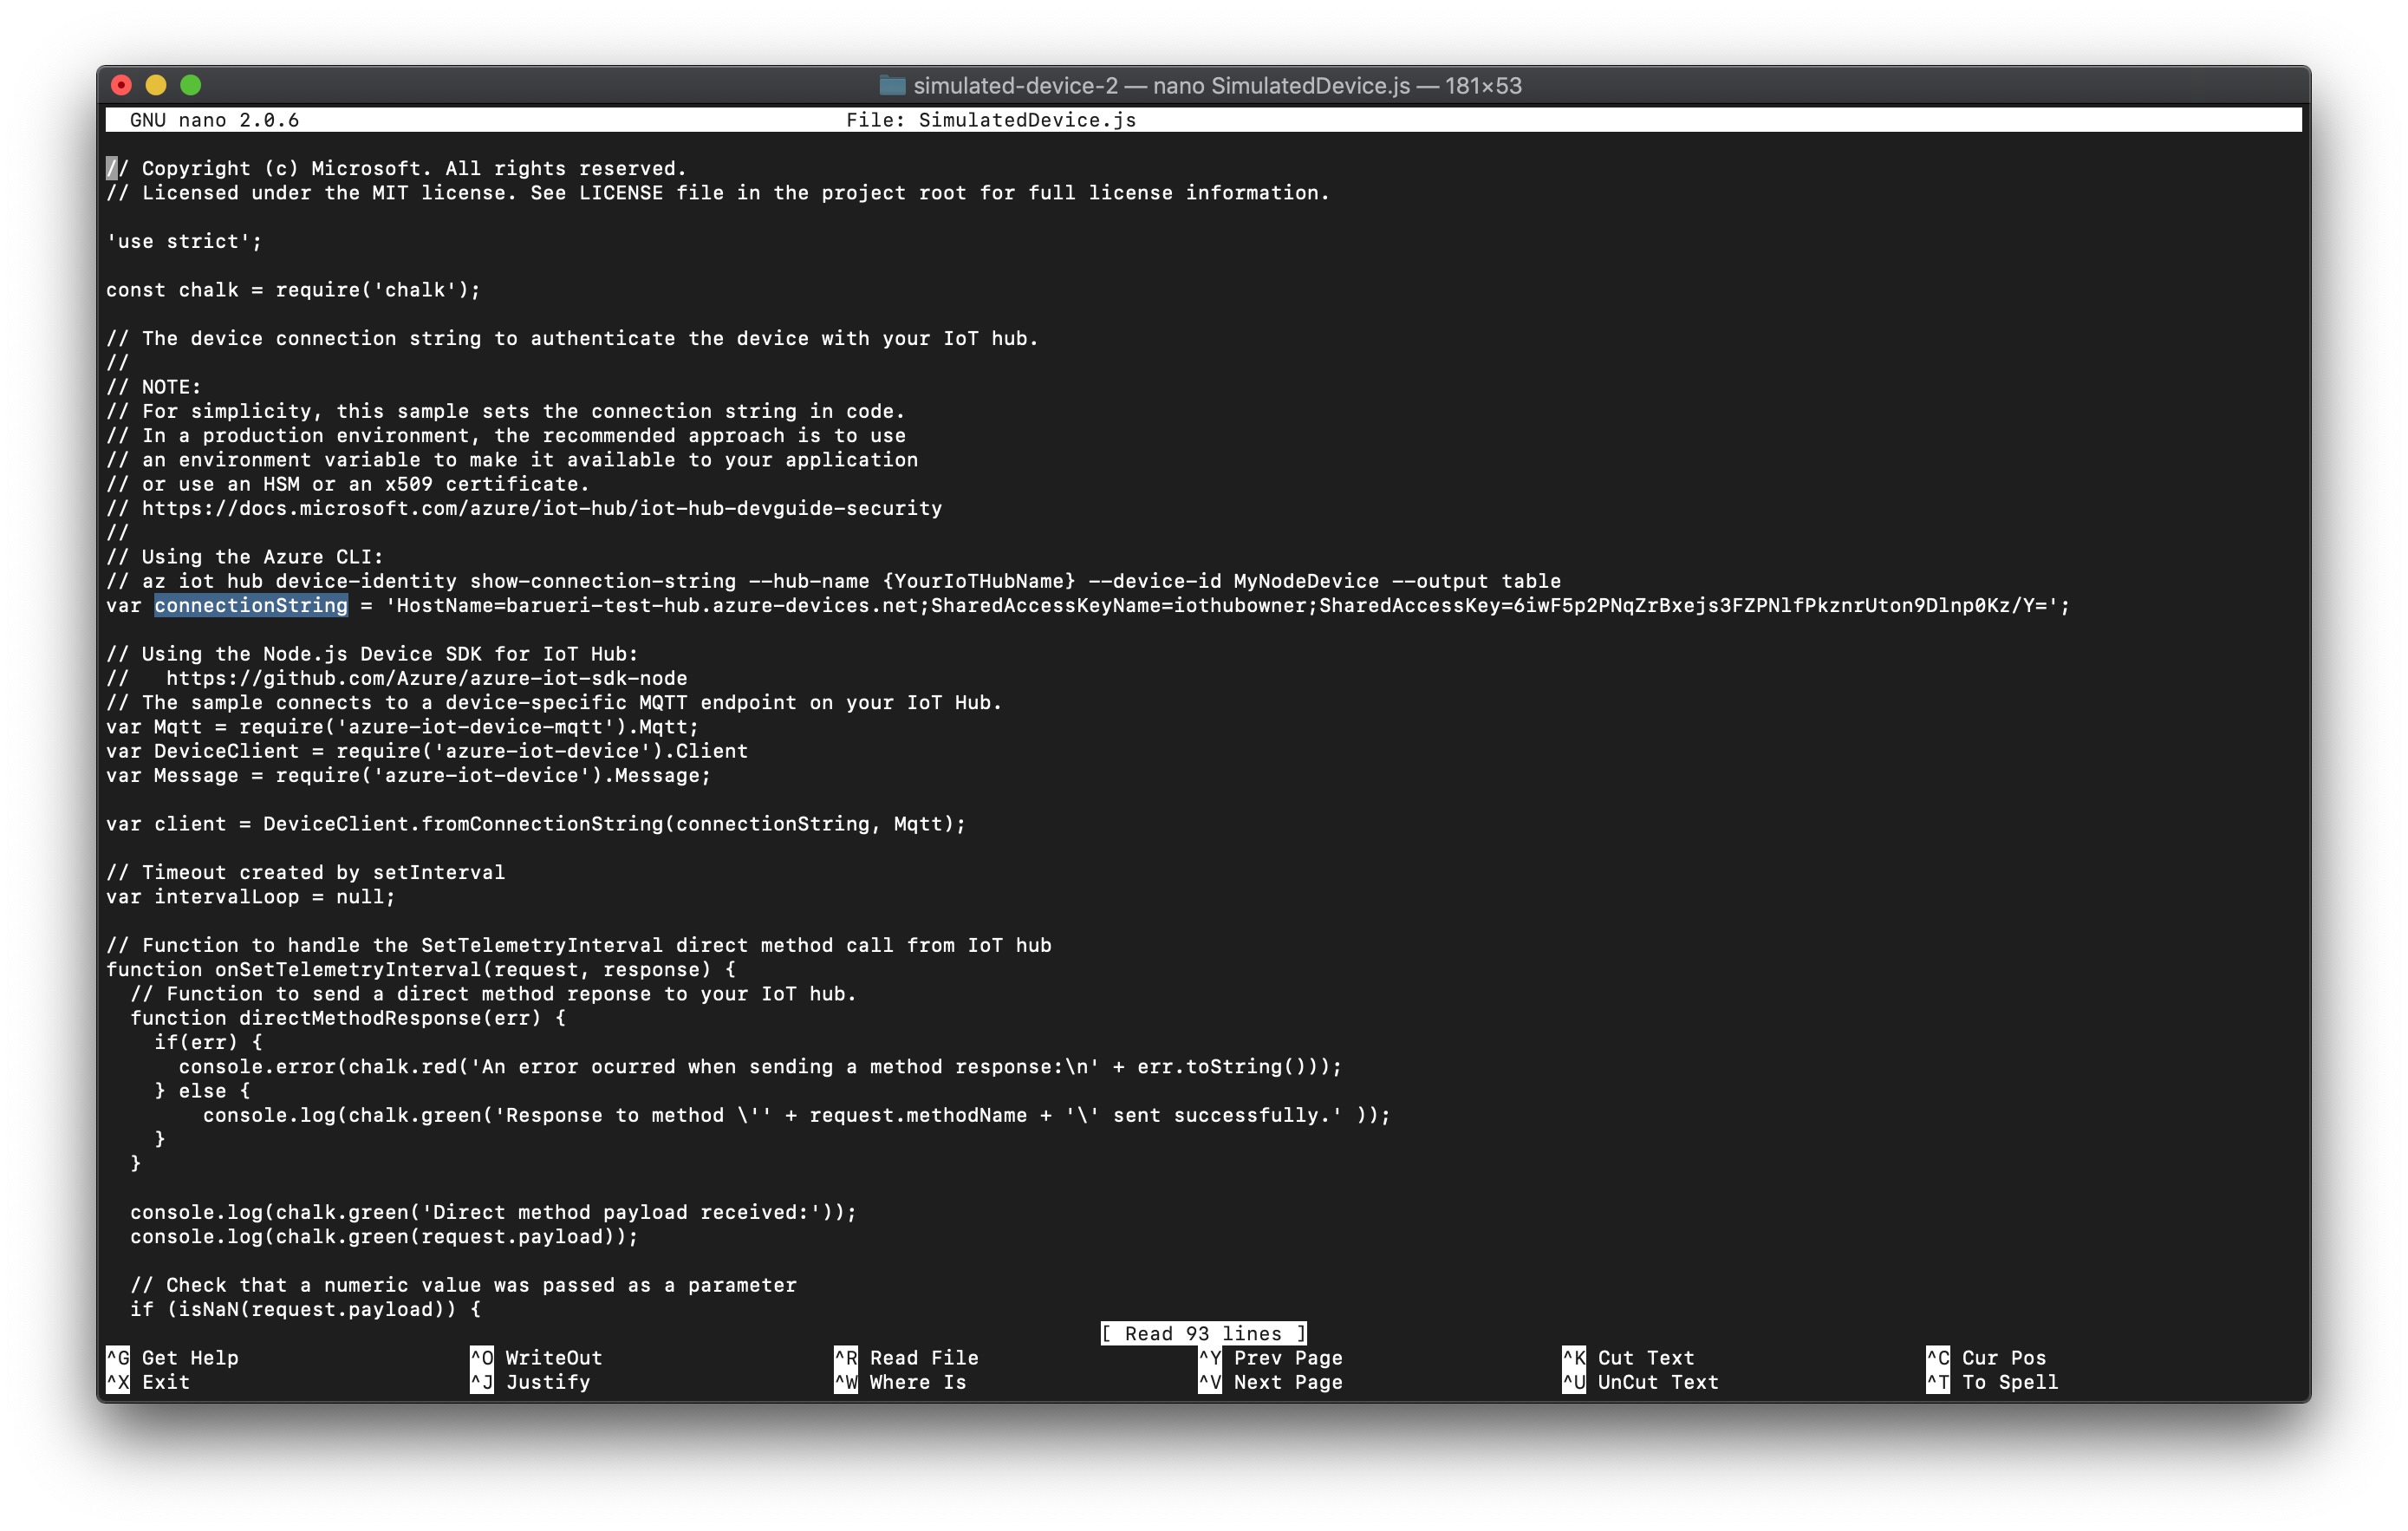 simulated-device-2 — nano SimulatedDevice.js — 181×53
GNU nano 2.0.6 File: SimulatedDevice.js
// Copyright (c) Microsoft. All rights reserved.
// Licensed under the MIT license. See LICENSE file in the project root for full license information.
'use strict';
const chalk = require('chalk');
// The device connection string to authenticate the device with your IoT hub.
//
// NOTE:
// For simplicity, this sample sets the connection string in code.
// In a production environment, the recommended approach is to use
// an environment variable to make it available to your application
// or use an HSM or an x509 certificate.
// https://docs.microsoft.com/azure/iot-hub/iot-hub-devguide-security
//
// Using the Azure CLI:
// az iot hub device-identity show-connection-string --hub-name {YourIoTHubName} --device-id MyNodeDevice --output table
var connectionString = 'HostName=barueri-test-hub.azure-devices.net;SharedAccessKeyName=iothubowner;SharedAccessKey=6iwF5p2PNqZrBxejs3FZPNlfPkznrUton9Dlnp0Kz/Y=';
// Using the Node.js Device SDK for IoT Hub:
//   https://github.com/Azure/azure-iot-sdk-node
// The sample connects to a device-specific MQTT endpoint on your IoT Hub.
var Mqtt = require('azure-iot-device-mqtt').Mqtt;
var DeviceClient = require('azure-iot-device').Client
var Message = require('azure-iot-device').Message;
var client = DeviceClient.fromConnectionString(connectionString, Mqtt);
// Timeout created by setInterval
var intervalLoop = null;
// Function to handle the SetTelemetryInterval direct method call from IoT hub
function onSetTelemetryInterval(request, response) {
  // Function to send a direct method reponse to your IoT hub.
  function directMethodResponse(err) {
    if(err) {
      console.error(chalk.red('An error ocurred when sending a method response:\n' + err.toString()));
    } else {
        console.log(chalk.green('Response to method \'' + request.methodName + '\' sent successfully.' ));
    }
  }
  console.log(chalk.green('Direct method payload received:'));
  console.log(chalk.green(request.payload));
  // Check that a numeric value was passed as a parameter
  if (isNaN(request.payload)) {
[ Read 93 lines ]
^G Get Help ^O WriteOut ^R Read File ^Y Prev Page ^K Cut Text ^C Cur Pos
^X Exit ^J Justify ^W Where Is ^V Next Page ^U UnCut Text ^T To Spell